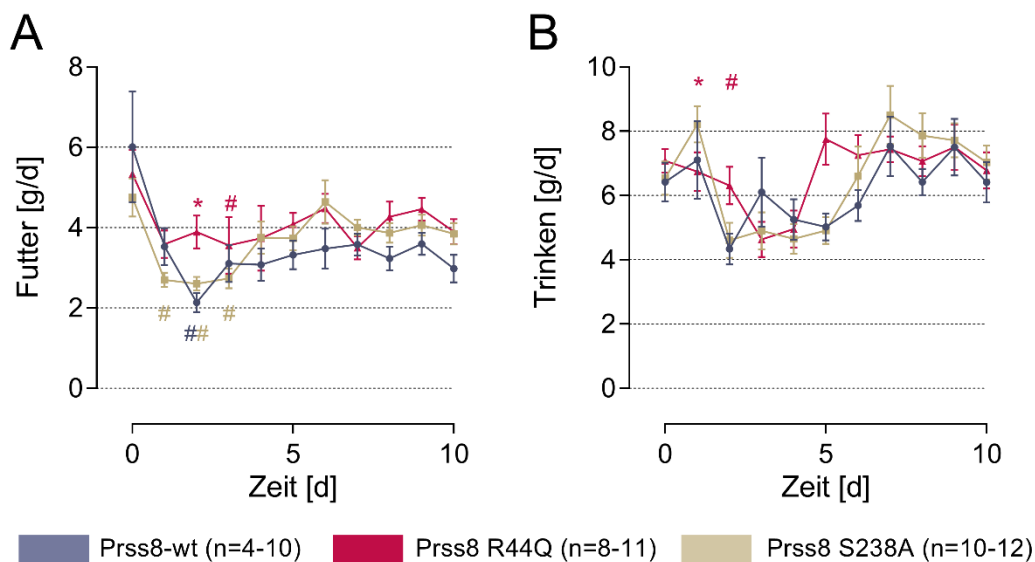 A
B
Futter [g/d]
8
6
4
2
0
*
#
#
##
#
0
5
10
Zeit [d]
Trinken [g/d]
10
8
6
4
2
0
*
#
0
5
10
Zeit [d]
Prss8-wt (n=4-10)
Prss8 R44Q (n=8-11)
Prss8 S238A (n=10-12)